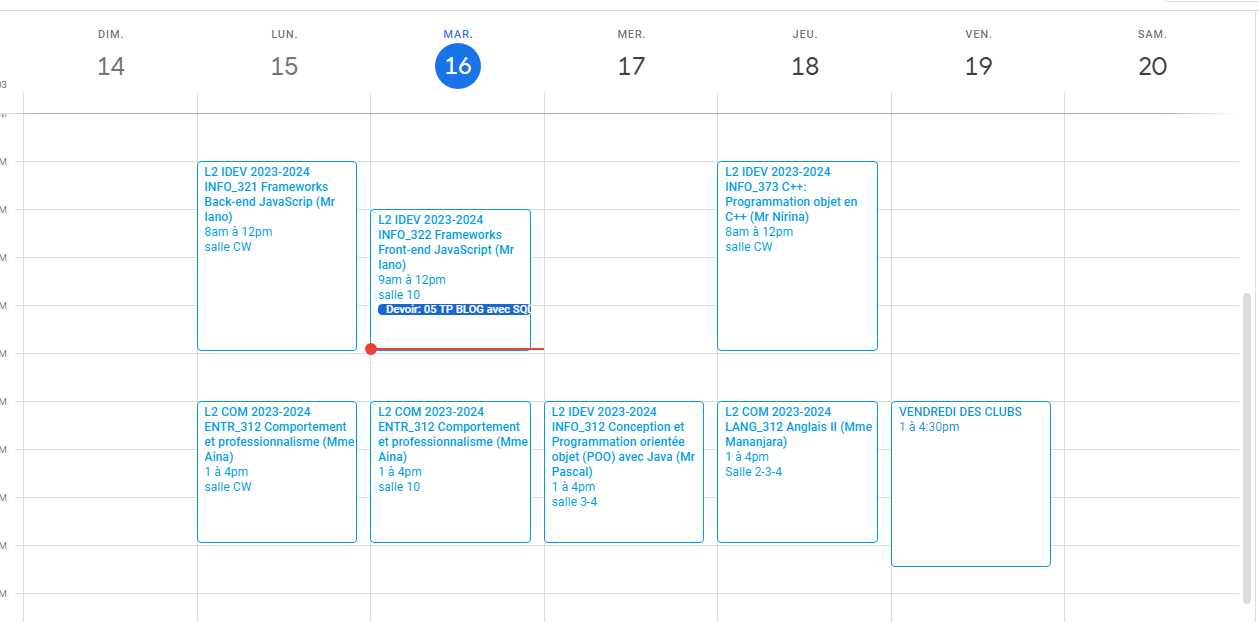 DIM.
14
LUN.
15
MAR.
16
MER.
17
JEU.
18
VEN.
19
SAM.
20
L2 IDEV 2023-2024
INFO_321 Frameworks
Back-end JavaScrip (Mr
Iano)
8am à 12pm
salle CW
L2 COM 2023-2024
ENTR_312 Comportement
et professionnalisme (Mme
Aina)
1 à 4pm
salle CW
L2 IDEV 2023-2024
INFO_322 Frameworks
Front-end JavaScript (Mr
Iano)
9am à 12pm
salle 10
Devoir: 05 TP BLOG avec SQL
L2 COM 2023-2024
ENTR_312 Comportement
et professionnalisme (Mme
Aina)
1 à 4pm
salle 10
L2 IDEV 2023-2024
INFO_312 Conception et
Programmation orientée
objet (POO) avec Java (Mr
Pascal)
1 à 4pm
salle 3-4
L2 IDEV 2023-2024
INFO_373 C++:
Programmation objet en
C++ (Mr Nirina)
8am à 12pm
salle CW
L2 COM 2023-2024
LANG_312 Anglais II (Mme
Mananjara)
1 à 4pm
Salle 2-3-4
VENDREDI DES CLUBS
1 à 4:30pm